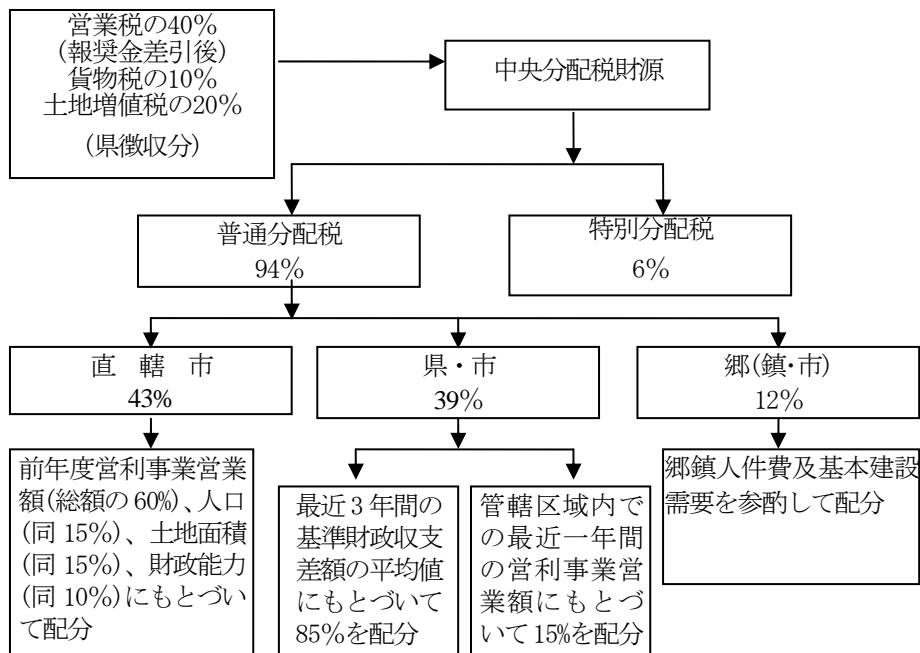 営業税の40%
(報奨金差引後)
貨物税の10%
土地増値税の20%
(県徴収分)
中央分配税財源
普通分配税
94%
特別分配税
6%
直 轄 市
43%
県・市
39%
郷(鎮・市)
12%
前年度営利事業営業
額(総額の60%)、人口
(同15%)、土地面積
(同15%)、財政能力
(同10%)にもとづい
て配分
最近3年間の
基準財政収支
差額の平均値
にもとづいて
85%を配分
管轄区域内で
の最近一年間
の営利事業営
業額にもとづ
いて15%を配分
郷鎮人件費及基本建設
需要を参酌して配分